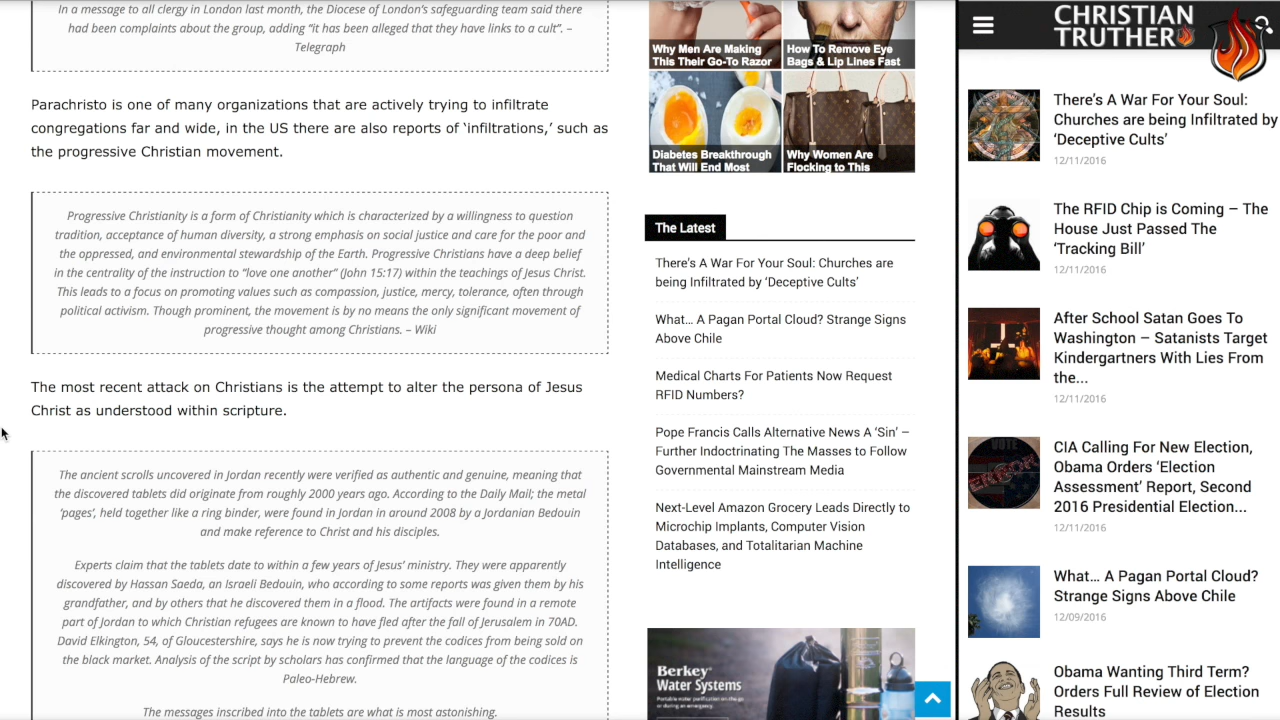 In a message to all clergy in London last month, the Diocese of London's safeguarding team said there
had been complaints about the group, adding “it has been alleged that they have links to a cult”. –
Telegraph
Parachristo is one of many organizations that are actively trying to infiltrate
congregations far and wide, in the US there are also reports of ‘infiltrations,’ such as
the progressive Christian movement.
Progressive Christianity is a form of Christianity which is characterized by a willingness to question
tradition, acceptance of human diversity, a strong emphasis on social justice and care for the poor and
the oppressed, and environmental stewardship of the Earth. Progressive Christians have a deep belief
in the centrality of the instruction to “love one another” (John 15:17) within the teachings of Jesus Christ.
This leads to a focus on promoting values such as compassion, justice, mercy, tolerance, often through
political activism. Though prominent, the movement is by no means the only significant movement of
progressive thought among Christians. – Wiki
The most recent attack on Christians is the attempt to alter the persona of Jesus
Christ as understood within scripture.
The ancient scrolls uncovered in Jordan recently were verified as authentic and genuine, meaning that
the discovered tablets did originate from roughly 2000 years ago. According to the Daily Mail; the metal
‘pages’, held together like a ring binder, were found in Jordan in around 2008 by a Jordanian Bedouin
and make reference to Christ and his disciples.
Experts claim that the tablets date to within a few years of Jesus’ ministry. They were apparently
discovered by Hassan Saeda, an Israeli Bedouin, who according to some reports was given them by his
grandfather, and by others that he discovered them in a flood. The artifacts were found in a remote
part of Jordan to which Christian refugees are known to have fled after the fall of Jerusalem in 70AD.
David Elkington, 54, of Gloucestershire, says he is now trying to prevent the codices from being sold on
the black market. Analysis of the script by scholars has confirmed that the language of the codices is
Paleo-Hebrew.
The messages inscribed into the tablets are what is most astonishing.
Why Men Are Making
This Their Go-To Razor
How To Remove Eye
Bags & Lip Lines Fast
Diabetes Breakthrough
That Will End Most
Why Women Are
Flocking to This
The Latest
There’s A War For Your Soul: Churches are
being Infiltrated by ‘Deceptive Cults’
What… A Pagan Portal Cloud? Strange Signs
Above Chile
Medical Charts For Patients Now Request
RFID Numbers?
Pope Francis Calls Alternative News A ‘Sin’ –
Further Indoctrinating The Masses to Follow
Governmental Mainstream Media
Next-Level Amazon Grocery Leads Directly to
Microchip Implants, Computer Vision
Databases, and Totalitarian Machine
Intelligence
Berkey
Water Systems
CHRISTIAN
TRUTHER
There’s A War For Your Soul:
Churches are being Infiltrated by
‘Deceptive Cults’
12/11/2016
The RFID Chip is Coming – The
House Just Passed The
‘Tracking Bill’
12/11/2016
After School Satan Goes To
Washington – Satanists Target
Kindergartners With Lies From
the...
12/11/2016
VOTE
ERROR
CIA Calling For New Election,
Obama Orders ‘Election
Assessment’ Report, Second
2016 Presidential Election...
12/11/2016
What… A Pagan Portal Cloud?
Strange Signs Above Chile
12/09/2016
Obama Wanting Third Term?
Orders Full Review of Election
Results